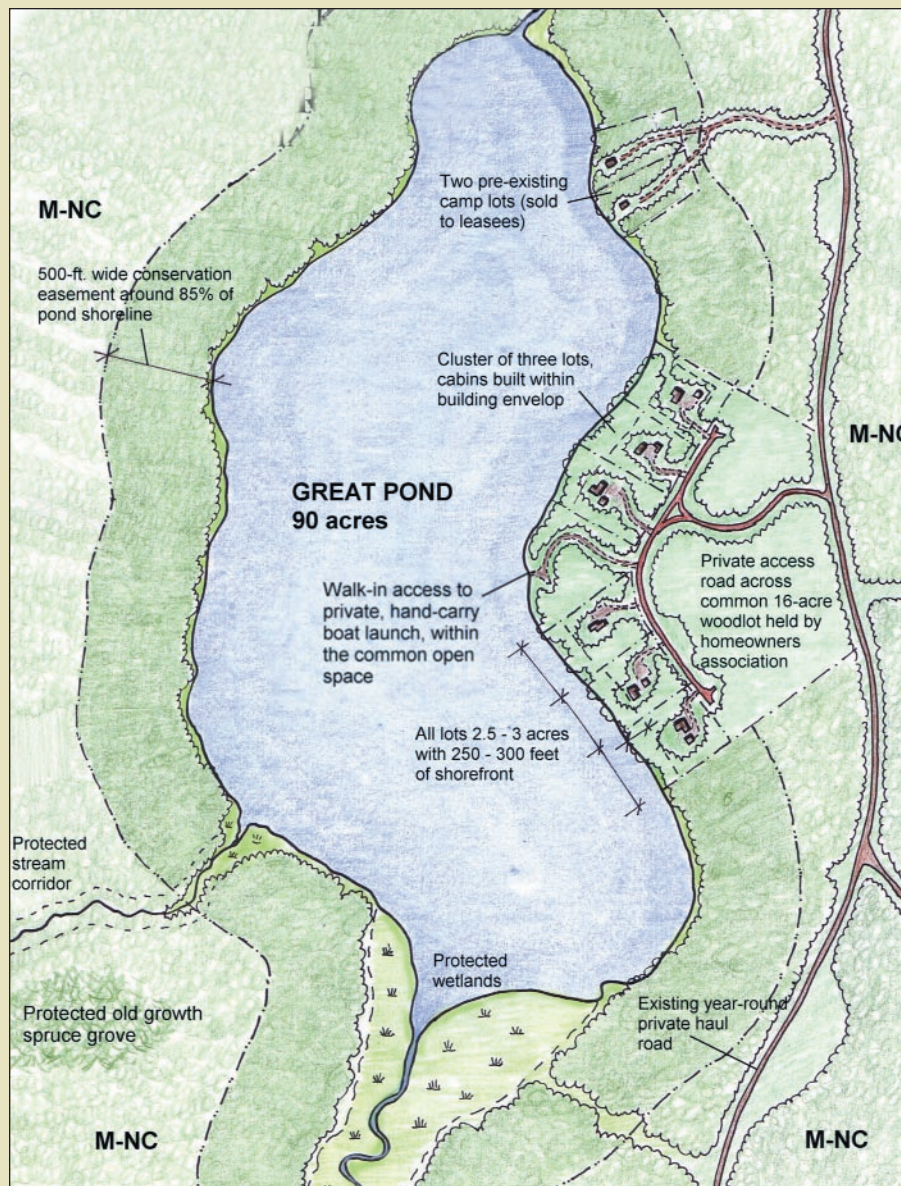 Two pre-existing
camp lots (sold
to leasees)
M-NC
500-ft. wide conservation
easement around 85% of
pond shoreline
Cluster of three lots,
cabins built within
building envelop
M-NC
GREAT POND
90 acres
Private access
road across
common 16-acre
woodlot held by
homeowners
association
Walk-in access to
private, hand-carry
boat launch, within
the common open
space
All lots 2.5 - 3 acres
with 250 - 300 feet
of shorefront
Protected
stream
corridor
Protected
wetlands
Protected old growth
spruce grove
Existing year-round
private haul
road
M-NC
M-NC